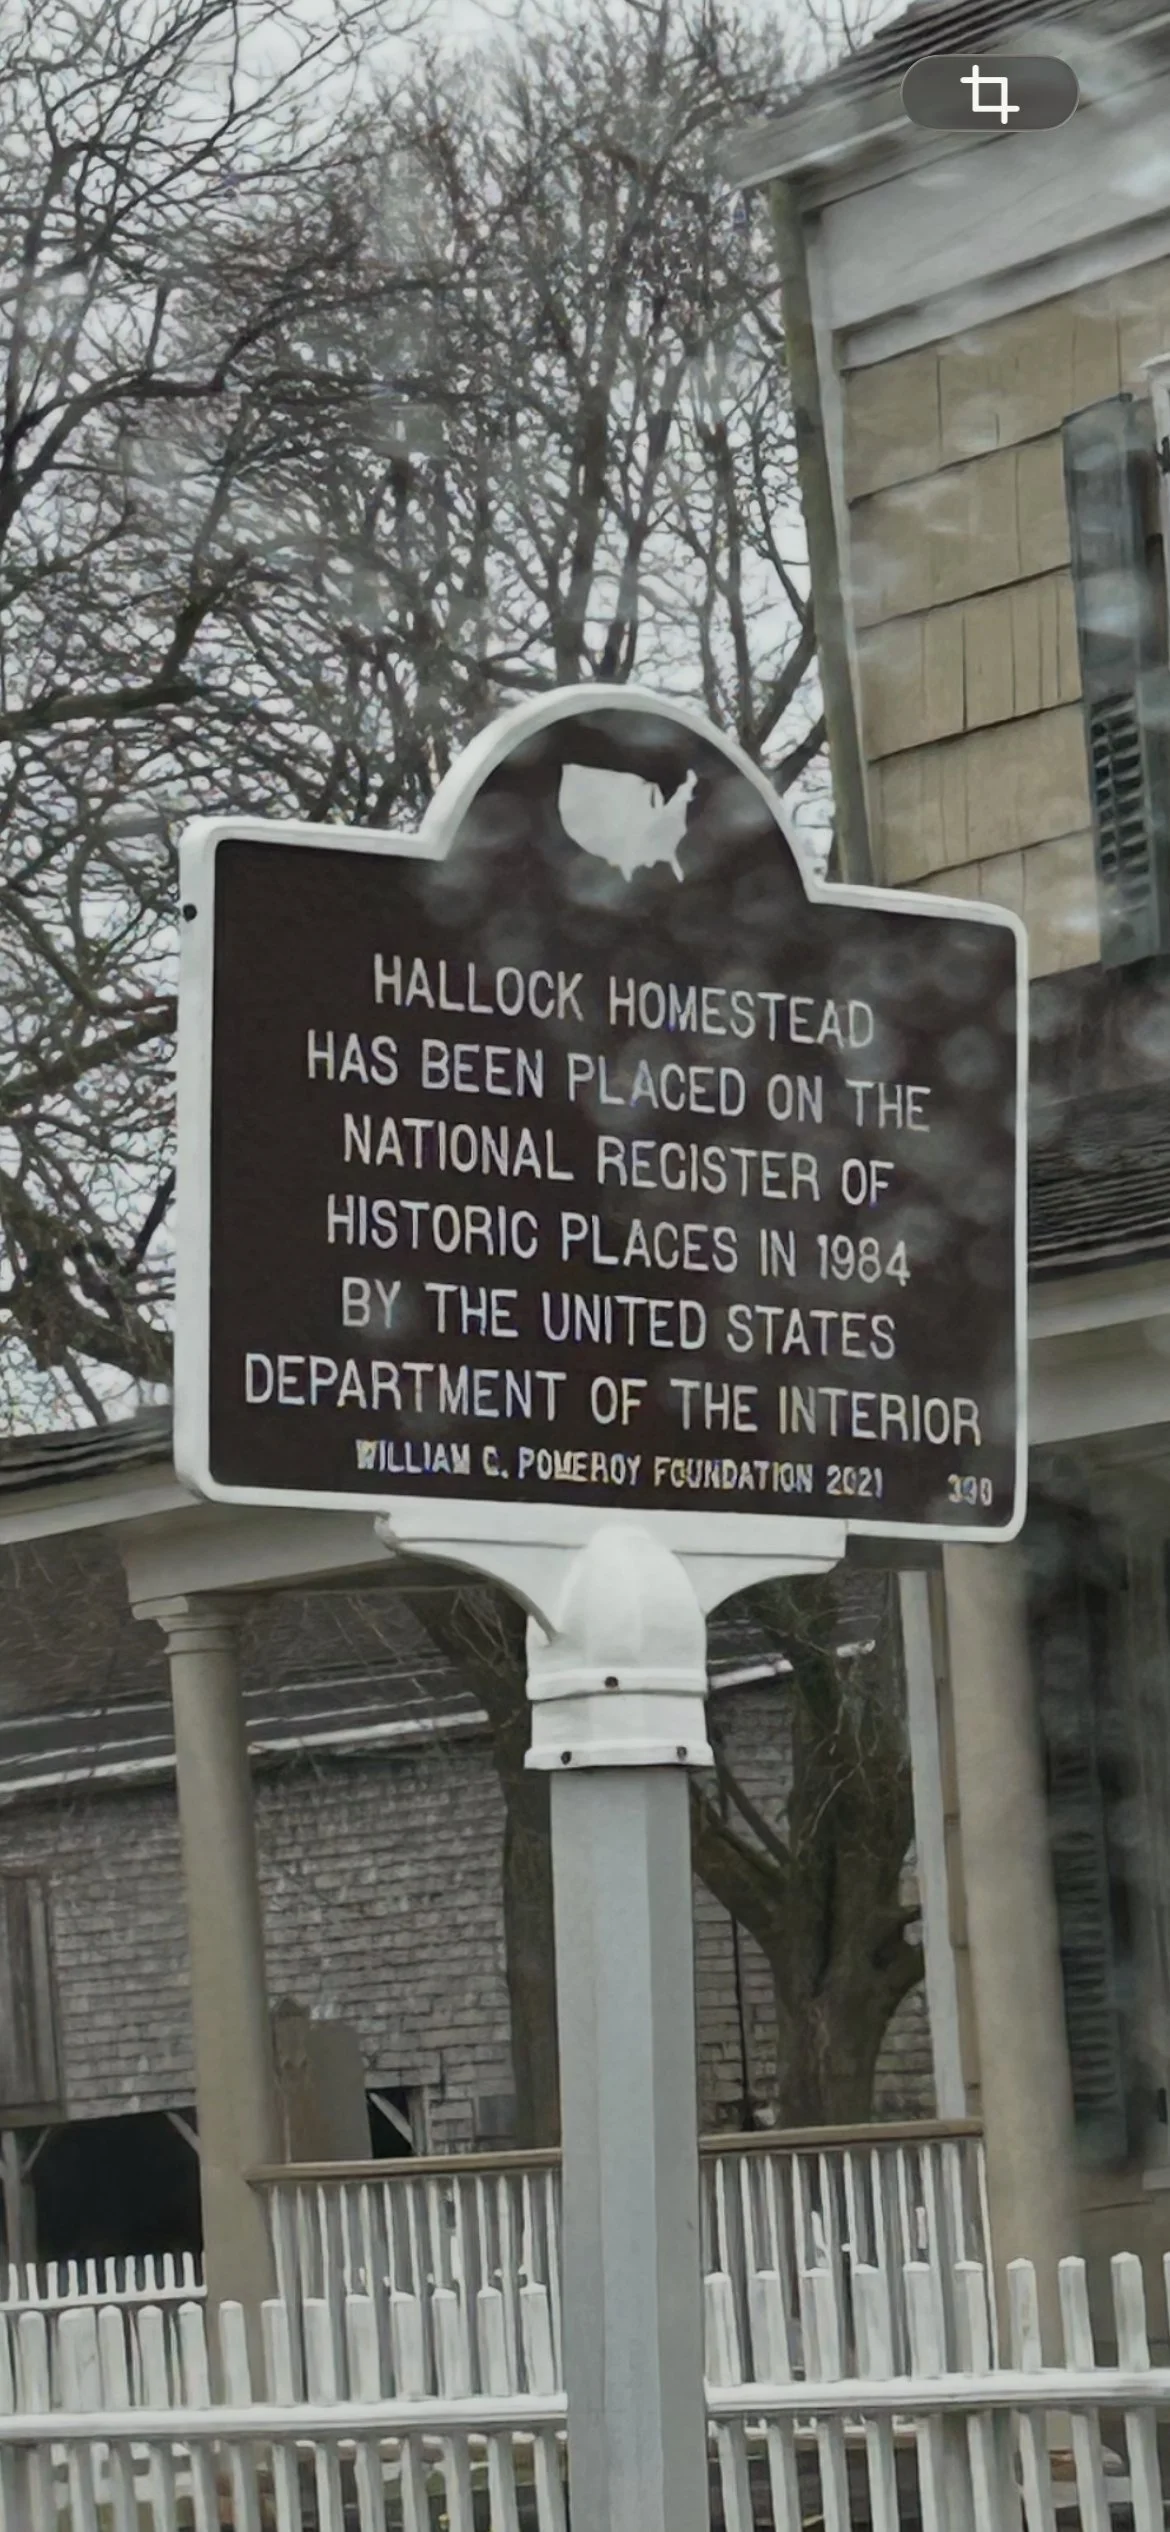 HALLOCK HOMESTEAD
HAS BEEN PLACED ON THE
NATIONAL REGISTER OF
HISTORIC PLACES IN 1984
BY THE UNITED STATES
DEPARTMENT OF THE INTERIOR
WILLIAM G. POMEROY FOUNDATION 2021